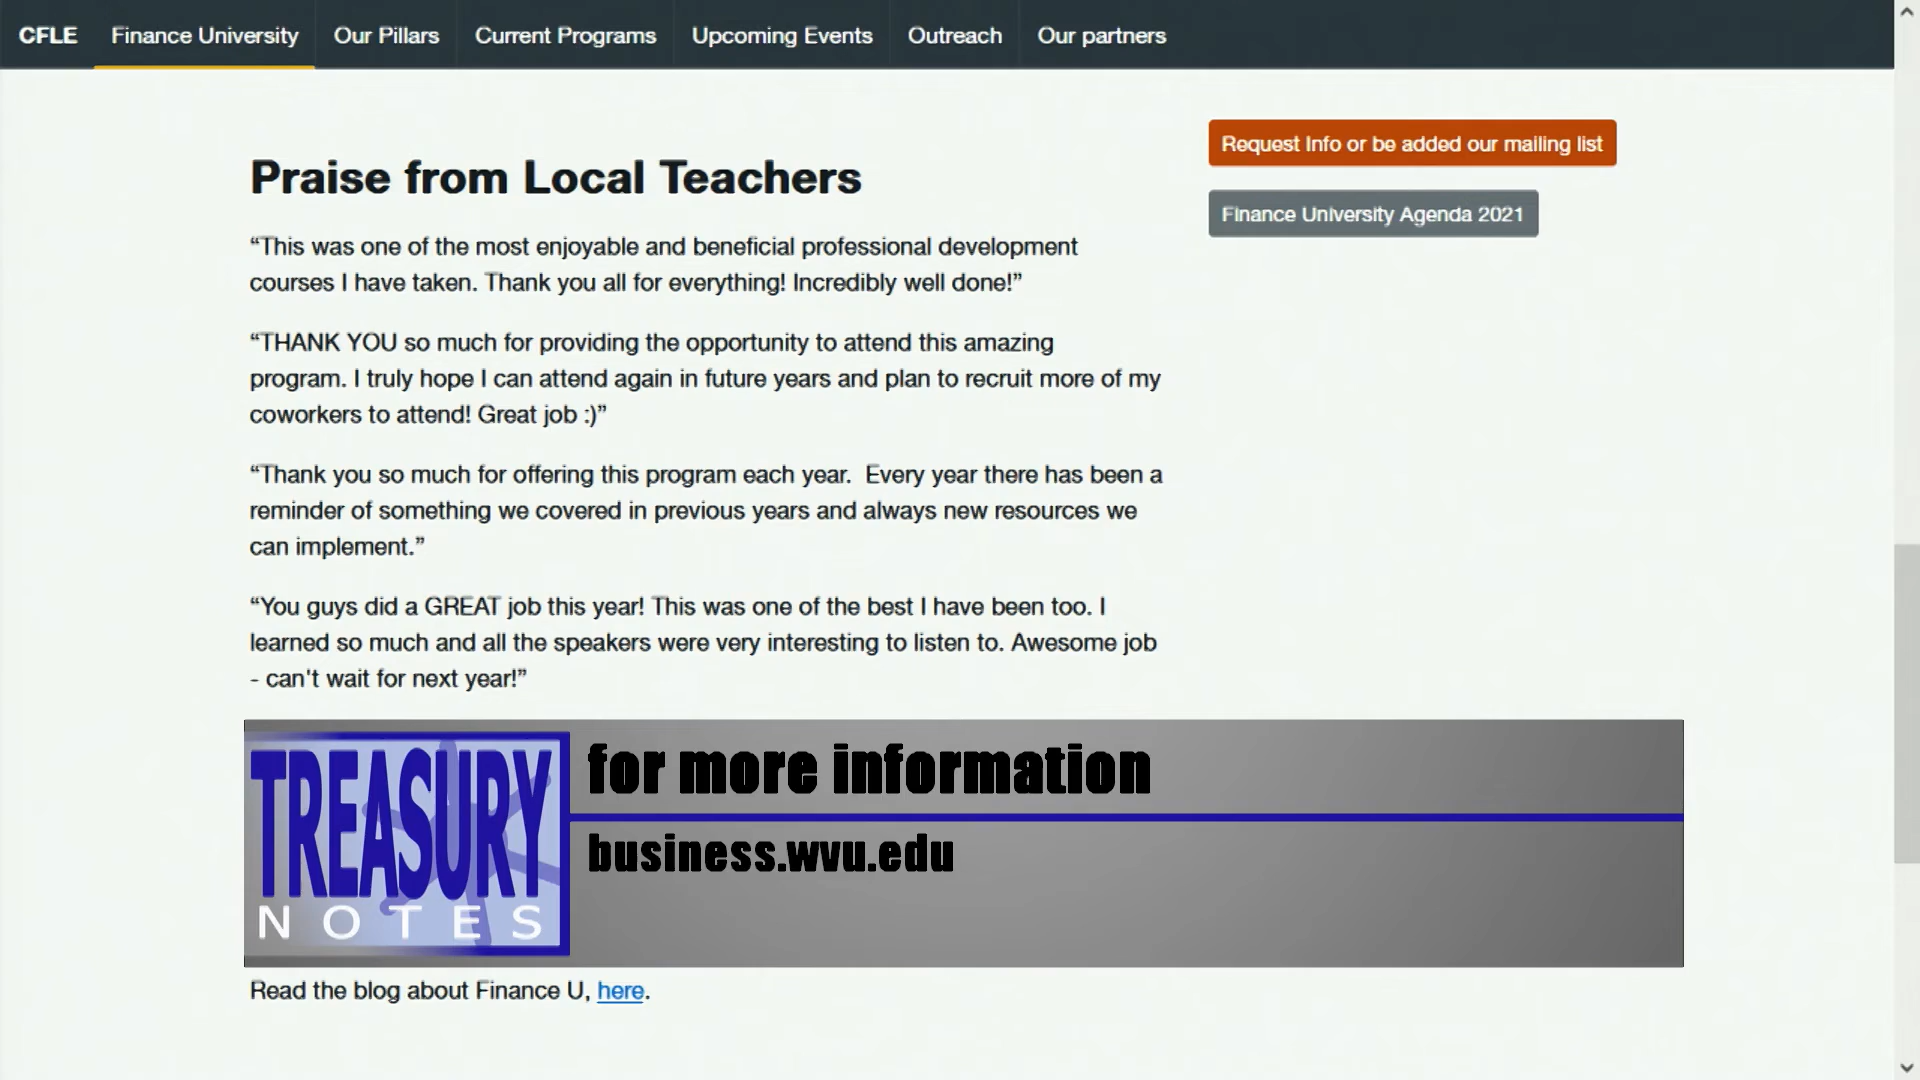 CFLE Finance University Our Pillars Current Programs Upcoming Events Outreach Our partners
Request Info or be added our mailing list
Finance University Agenda 2021
Praise from Local Teachers
“This was one of the most enjoyable and beneficial professional development
courses I have taken. Thank you all for everything! Incredibly well done!”
“THANK YOU so much for providing the opportunity to attend this amazing
program. I truly hope I can attend again in future years and plan to recruit more of my
coworkers to attend! Great job :)”
“Thank you so much for offering this program each year.  Every year there has been a
reminder of something we covered in previous years and always new resources we
can implement.”
“You guys did a GREAT job this year! This was one of the best I have been too. I
learned so much and all the speakers were very interesting to listen to. Awesome job
- can't wait for next year!”
TREASURY
NOTES
for more information
business.wvu.edu
Read the blog about Finance U, here.